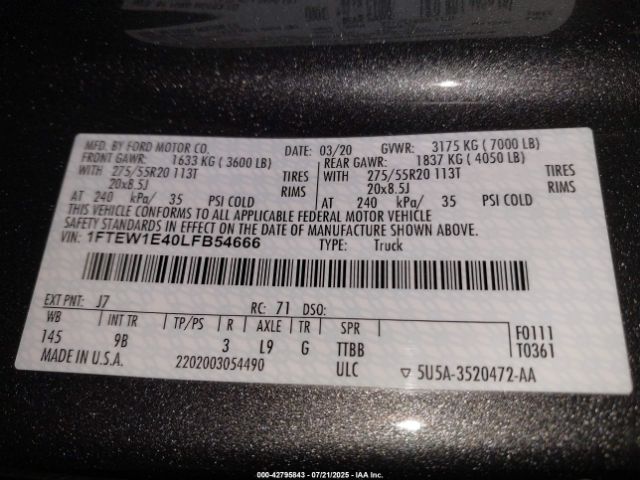 MFD. BY FORD MOTOR CO. DATE: 03/20 GVWR: 3175 KG ( 7000 LB)
FRONT GAWR: 1633 KG ( 3600 LB) REAR GAWR: 1837 KG ( 4050 LB)
WITH 275/55R20 113T TIRES WITH 275/55R20 113T TIRES
20x8.5J RIMS 20x8.5J RIMS
AT 240 kPa/ 35 PSI COLD AT 240 kPa/ 35 PSI COLD
THIS VEHICLE CONFORMS TO ALL APPLICABLE FEDERAL MOTOR VEHICLE
SAFETY STANDARDS IN EFFECT ON THE DATE OF MANUFACTURE SHOWN ABOVE.
VIN: 1FTEW1E40LFB54666 TYPE: Truck
EXT PNT: J7 RC: 71 DSO:
WB INT TR TP/PS R AXLE TR SPR F0111
145 9B 3 L9 G TTBB T0361
MADE IN U.S.A. 2202003054490 ULC ▽ 5U5A-3520472-AA
000-42795843 - 07/21/2025 - IAA Inc.